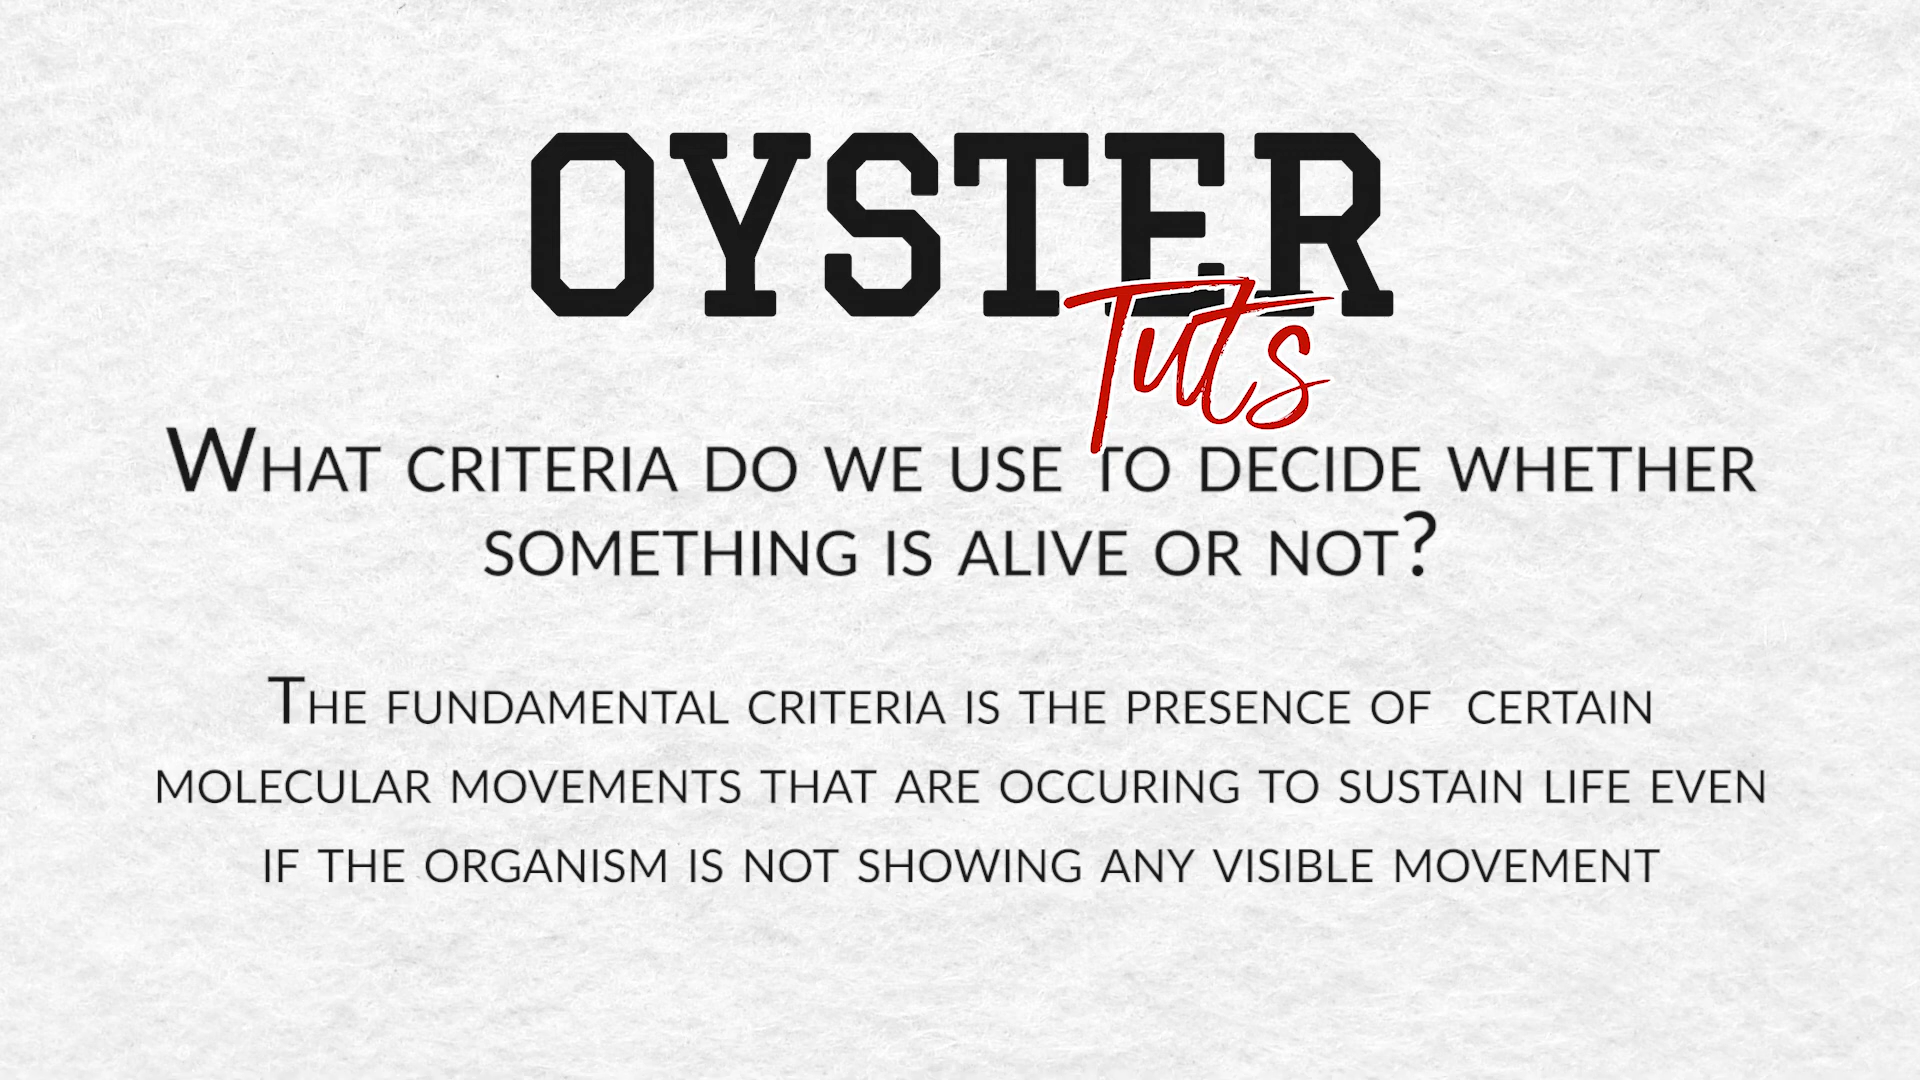 OYSTER
Tuts
What criteria do we use to decide whether
something is alive or not?
The fundamental criteria is the presence of  certain
molecular movements that are occuring to sustain life even
if the organism is not showing any visible movement